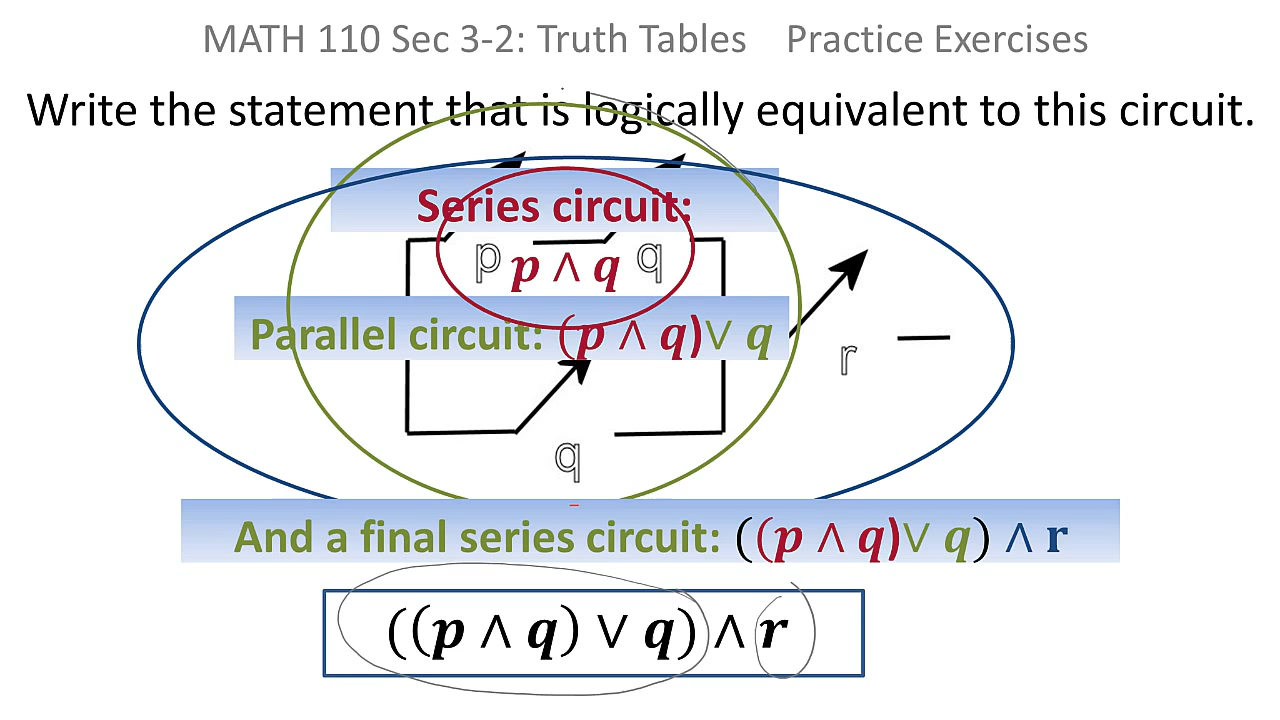 MATH 110 Sec 3-2: Truth Tables Practice Exercises
Write the statement that is logically equivalent to this circuit.
Series circuit:
p p ∧ q q
Parallel circuit: (p ∧ q)∨ q
r
q
And a final series circuit: ((p ∧ q)∨ q) ∧ r
((p ∧ q) ∨ q) ∧ r